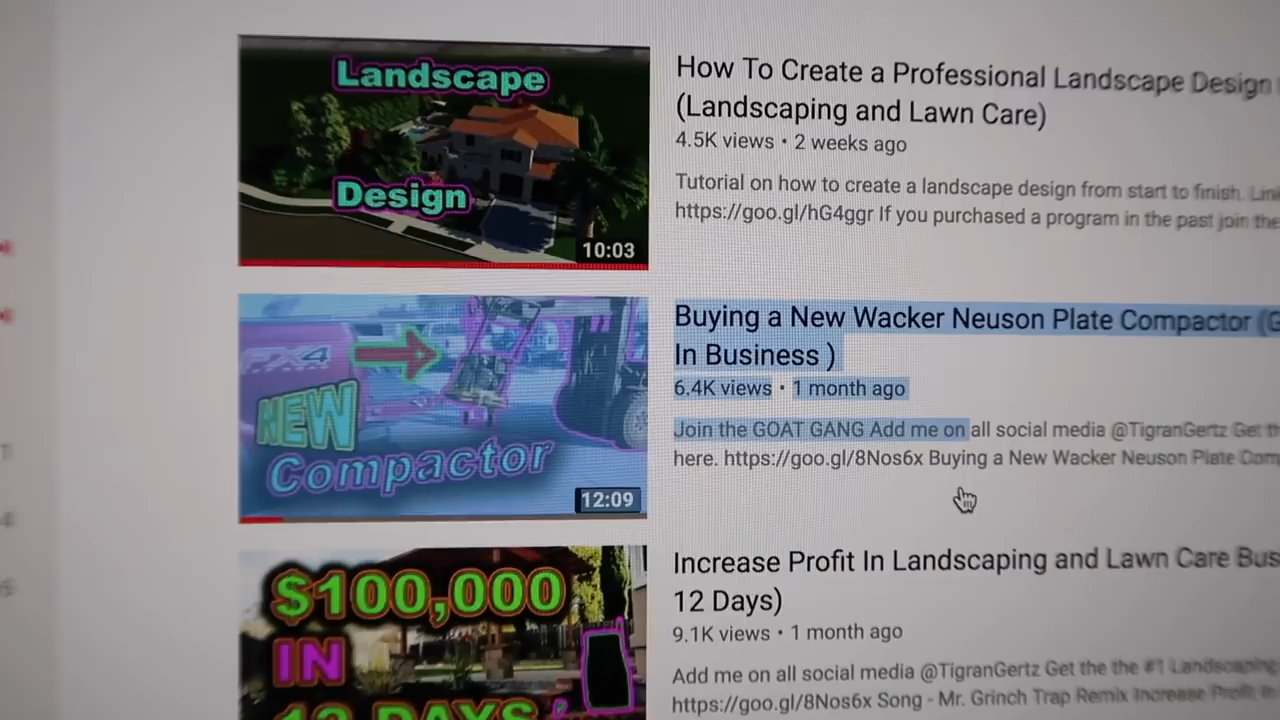 Landscape
Design
10:03
How To Create a Professional Landscape Design
(Landscaping and Lawn Care)
4.5K views • 2 weeks ago
Tutorial on how to create a landscape design from start to finish.
https://goo.gl/hG4ggr If you purchased a program in the past join the
NEW
Compactor
12:09
Buying a New Wacker Neuson Plate Compactor
In Business )
6.4K views • 1 month ago
Join the GOAT GANG Add me on all social media @TigranGertz Get
here. https://goo.gl/8Nos6x Buying a New Wacker Neuson Plate
$100,000
IN
12 DAYS
Increase Profit In Landscaping and Lawn Care
12 Days)
9.1K views • 1 month ago
Add me on all social media @TigranGertz Get the the #1 Landscaping
https://goo.gl/8Nos6x Song - Mr. Grinch Trap Remix Increase Profit